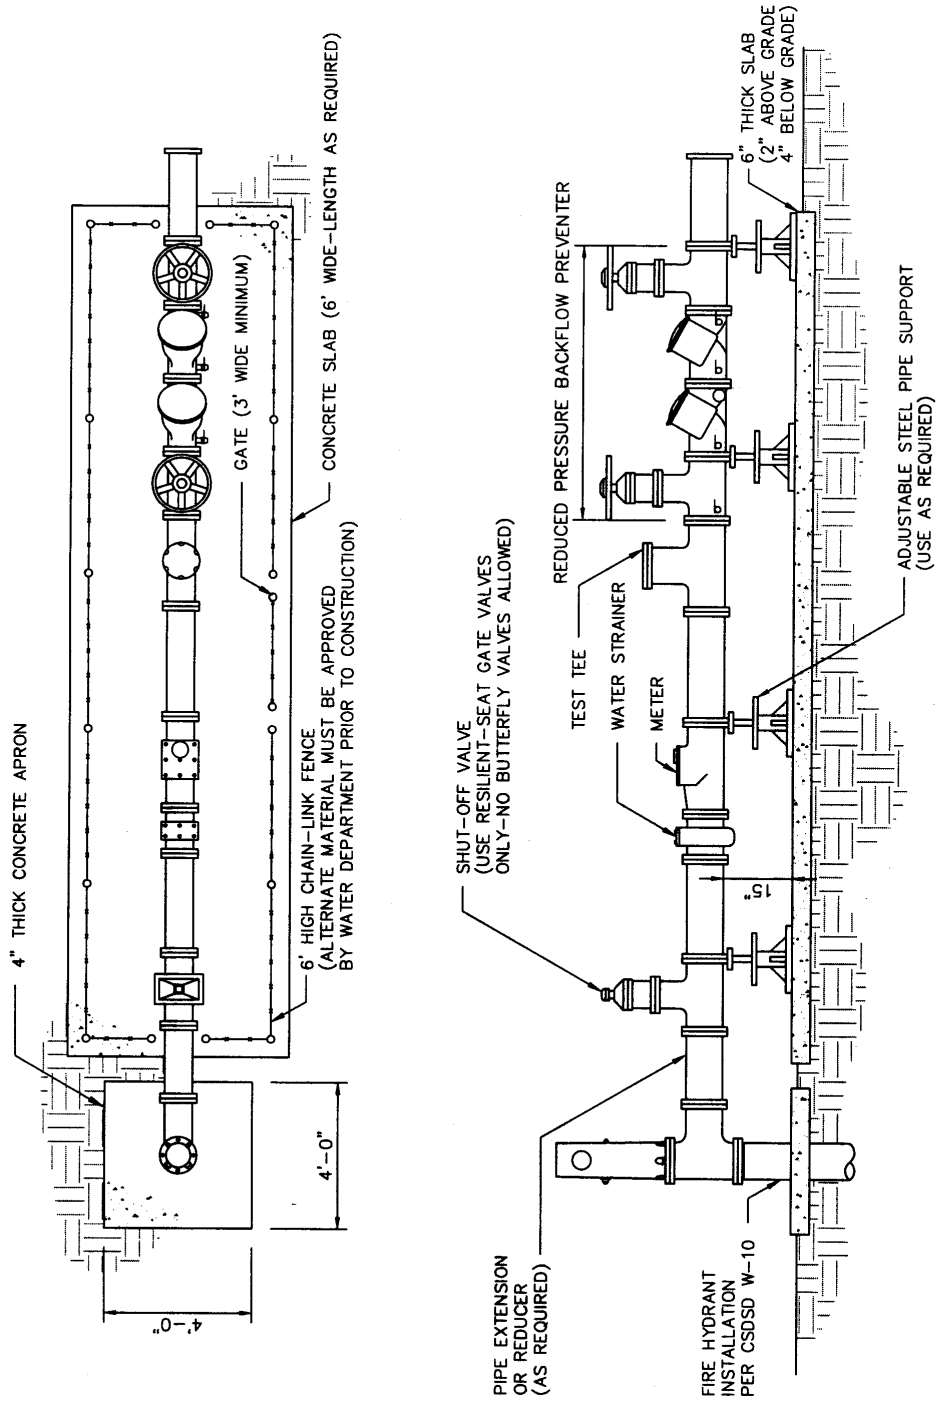 4" THICK CONCRETE APRON
4'-0"
4'-0"
6' HIGH CHAIN-LINK FENCE
(ALTERNATE MATERIAL MUST BE APPROVED
BY WATER DEPARTMENT PRIOR TO CONSTRUCTION)
GATE (3' WIDE MINIMUM)
CONCRETE SLAB (6' WIDE-LENGTH AS REQUIRED)
PIPE EXTENSION
OR REDUCER
(AS REQUIRED)
SHUT-OFF VALVE
(USE RESILIENT-SEAT GATE VALVES
ONLY-NO BUTTERFLY VALVES ALLOWED)
TEST TEE
WATER STRAINER
METER
REDUCED PRESSURE BACKFLOW PREVENTER
6" THICK SLAB
(2" ABOVE GRADE
4" BELOW GRADE)
15"
FIRE HYDRANT
INSTALLATION
PER CSDSD W-10
ADJUSTABLE STEEL PIPE SUPPORT
(USE AS REQUIRED)